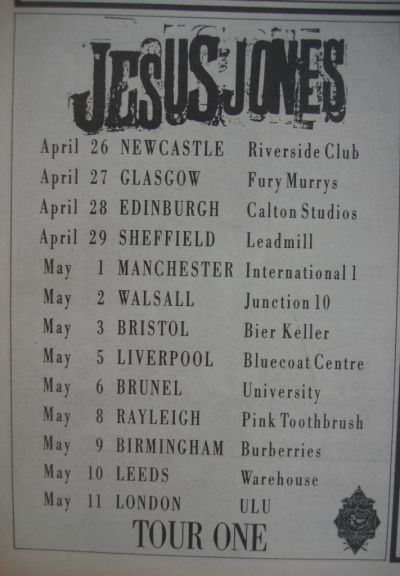 JESUS JONES
April 26 NEWCASTLE Riverside Club
April 27 GLASGOW Fury Murrys
April 28 EDINBURGH Calton Studios
April 29 SHEFFIELD Leadmill
May 1 MANCHESTER International 1
May 2 WALSALL Junction 10
May 3 BRISTOL Bier Keller
May 5 LIVERPOOL Bluecoat Centre
May 6 BRUNEL University
May 8 RAYLEIGH Pink Toothbrush
May 9 BIRMINGHAM Burberries
May 10 LEEDS Warehouse
May 11 LONDON ULU
TOUR ONE